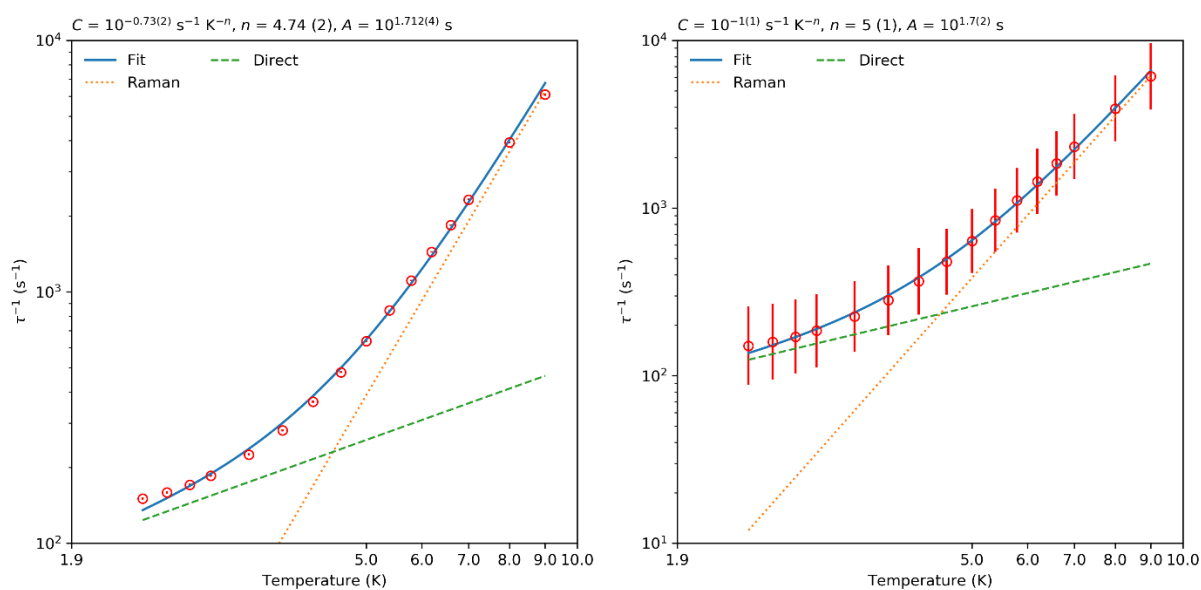 C = 10^−0.73(2) s^−1 K^−n, n = 4.74 (2), A = 10^1.712(4) s
Fit
Raman
Direct
10^4
10^3
10^2
τ^−1 (s^−1)
1.9
5.0
6.0
7.0
8.0
9.0
10.0
Temperature (K)
C = 10^−1(1) s^−1 K^−n, n = 5 (1), A = 10^1.7(2) s
Fit
Raman
Direct
10^4
10^3
10^2
10^1
τ^−1 (s^−1)
1.9
5.0
6.0
7.0
8.0
9.0
10.0
Temperature (K)